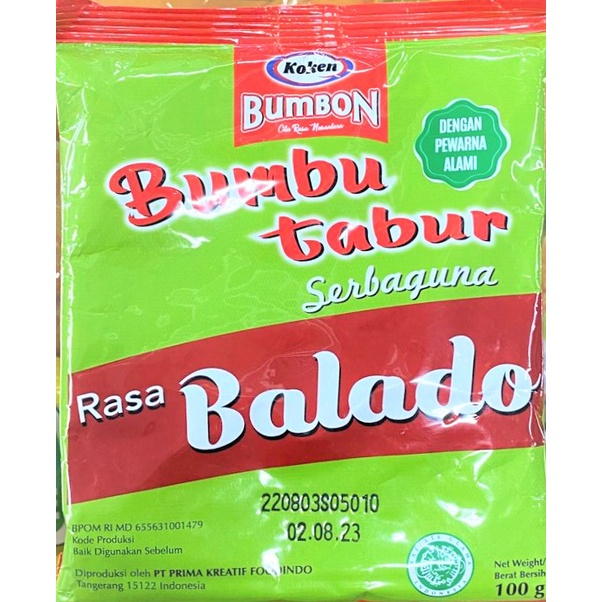 Koken
BUMBON
Cita Rasa Nusantara
DENGAN
PEWARNA
ALAMI
Bumbu
tabur
Serbaguna
Rasa Balado
220803S05010
02.08.23
BPOM RI MD 655631001479
Kode Produksi
Baik Digunakan Sebelum
Diproduksi oleh PT PRIMA KREATIF FOODINDO
Tangerang 15122 Indonesia
Net Weight/
Berat Bersih
100 g